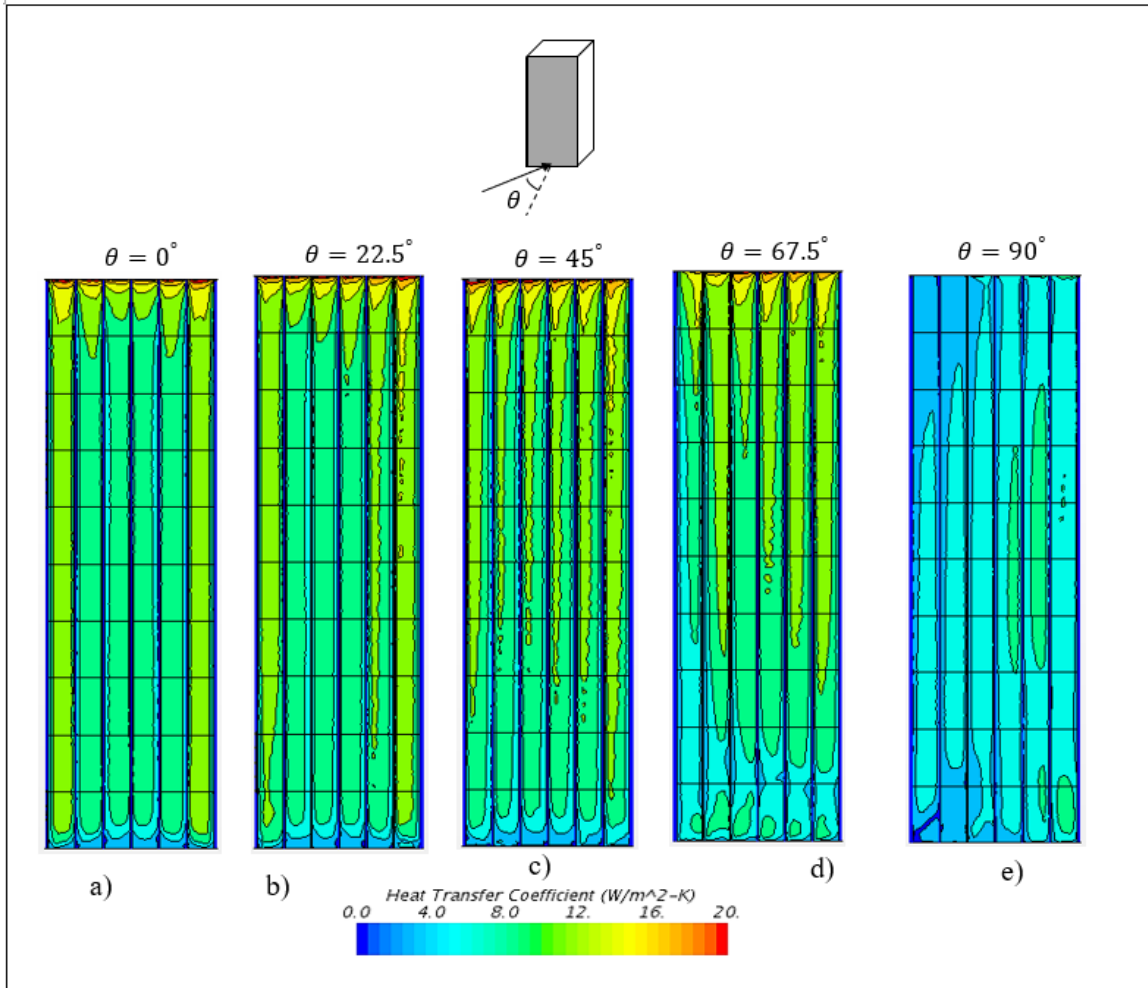 θ
θ = 0°
θ = 22.5°
θ = 45°
θ = 67.5°
θ = 90°
a)
b)
c)
d)
e)
Heat Transfer Coefficient (W/m^2-K)
0.0 4.0 8.0 12. 16. 20.